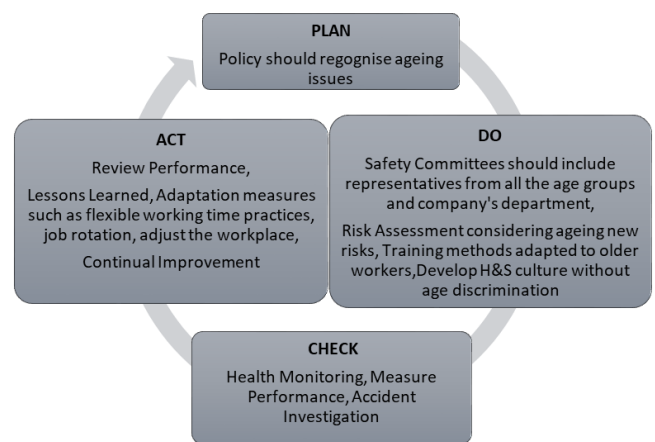 PLAN
Policy should regognise ageing
issues
ACT
Review Performance,
Lessons Learned, Adaptation measures
such as flexible working time practices,
job rotation, adjust the workplace,
Continual Improvement
DO
Safety Committees should include
representatives from all the age groups
and company's department,
Risk Assessment considering ageing new
risks, Training methods adapted to older
workers,Develop H&S culture without
age discrimination
CHECK
Health Monitoring, Measure
Performance, Accident
Investigation